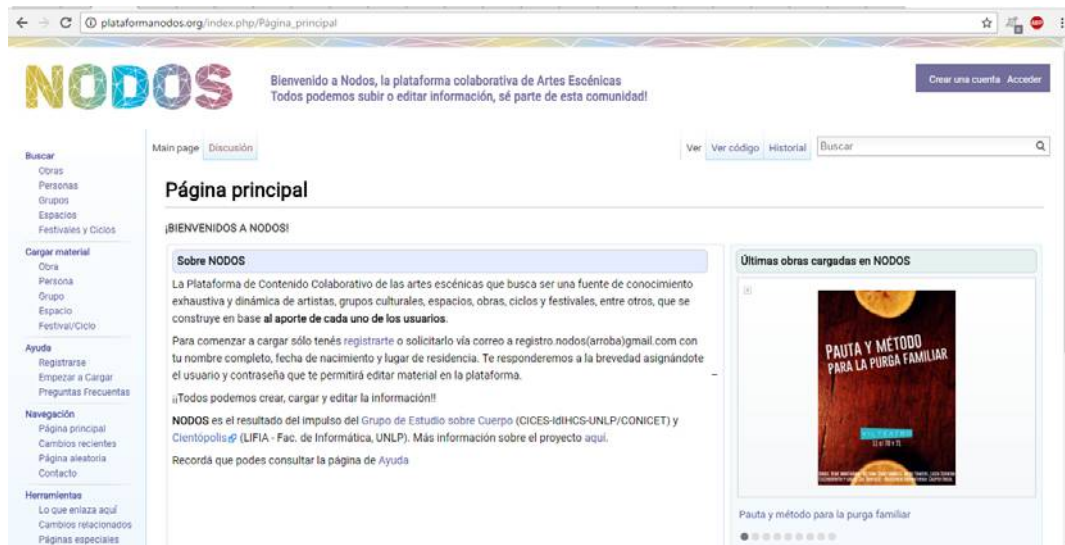 plataformanodos.org/index.php/Página_principal
NODOS
Bienvenido a Nodos, la plataforma colaborativa de Artes Escénicas
Todos podemos subir o editar información, sé parte de esta comunidad!
Crear una cuenta Acceder
Main page Discusión
Ver Ver código Historial Buscar
Buscar
Obras
Personas
Grupos
Espacios
Festivales y Ciclos
Cargar material
Obra
Persona
Grupo
Espacio
Festival/Ciclo
Ayuda
Registrarse
Empezar a Cargar
Preguntas Frecuentas
Navegación
Página principal
Cambios recientes
Página aleatoria
Contacto
Herramientas
Lo que enlaza aquí
Cambios relacionados
Páginas especiales
Página principal
¡BIENVENIDOS A NODOS!
Sobre NODOS
La Plataforma de Contenido Colaborativo de las artes escénicas que busca ser una fuente de conocimiento
exhaustiva y dinámica de artistas, grupos culturales, espacios, obras, ciclos y festivales, entre otros, que se
construye en base al aporte de cada uno de los usuarios.
Para comenzar a cargar sólo tenés registrarte o solicitarlo vía correo a registro.nodos(arroba)gmail.com con
tu nombre completo, fecha de nacimiento y lugar de residencia. Te responderemos a la brevedad asignándote
el usuario y contraseña que te permitirá editar material en la plataforma.
¡¡Todos podemos crear, cargar y editar la información!!
NODOS es el resultado del impulso del Grupo de Estudio sobre Cuerpo (CICES-IdIHCS-UNLP/CONICET) y
Cientópolis (LIFIA - Fac. de Informática, UNLP). Más información sobre el proyecto aquí.
Recordá que podes consultar la página de Ayuda
Últimas obras cargadas en NODOS
PAUTA Y MÉTODO
PARA LA PURGA FAMILIAR
Pauta y método para la purga familiar